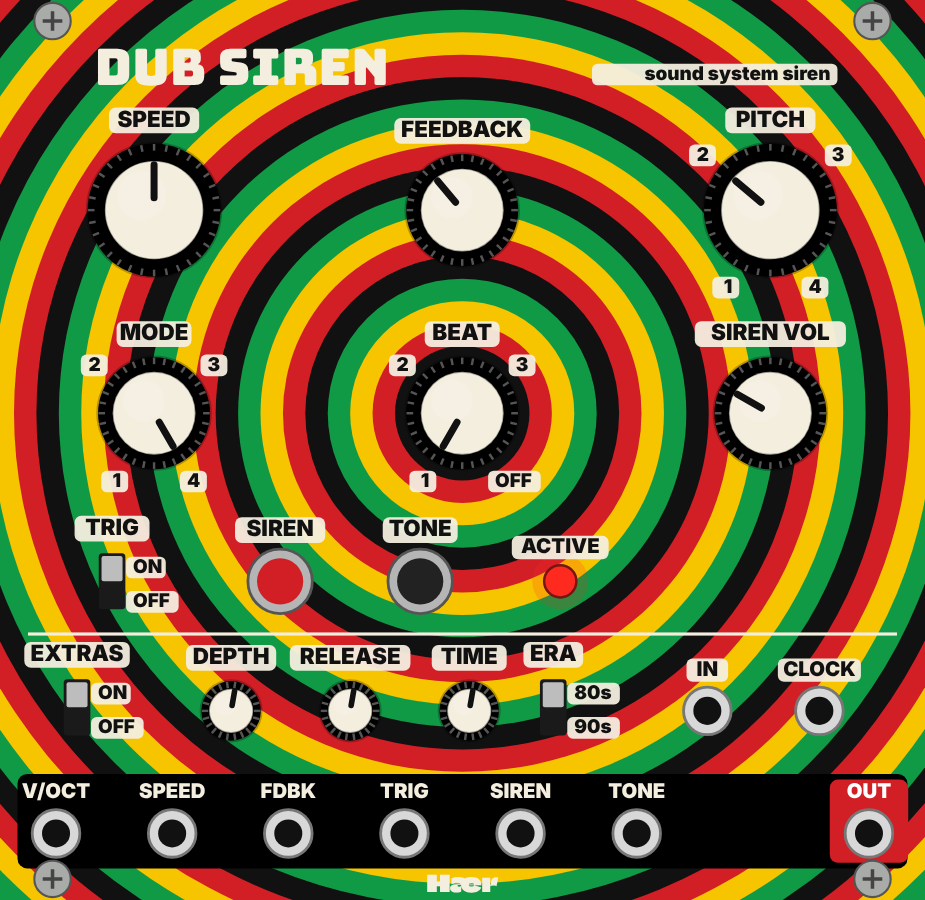 DUB SIREN
sound system siren
SPEED
FEEDBACK
PITCH
2 3
1 4
MODE
2 3
1 4
BEAT
2 3
1 OFF
SIREN VOL
TRIG
ON
OFF
SIREN
TONE
ACTIVE
EXTRAS
ON
OFF
DEPTH
RELEASE
TIME
ERA
80s
90s
IN
CLOCK
V/OCT SPEED FDBK TRIG SIREN TONE OUT
Hær